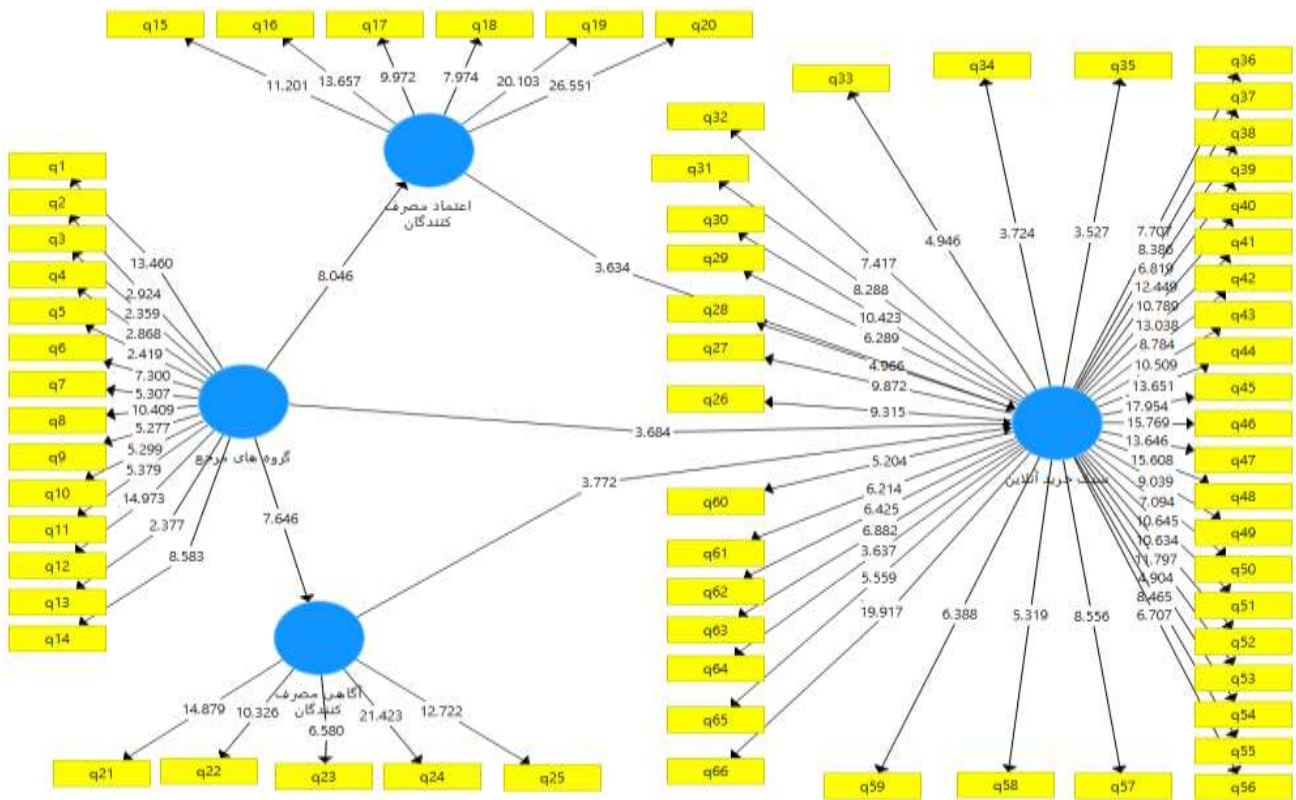 q15
q16
q17
q18
q19
q20
11.201
13.657
9.972
7.974
20.103
26.551
اعتماد مصرف
کنندگان
q1
q2
q3
q4
q5
q6
q7
q8
q9
q10
q11
q12
q13
q14
13.460
2.924
2.359
2.868
2.419
7.300
5.307
10.409
5.277
5.299
5.379
14.973
2.377
8.583
گروه های مرجع
8.046
7.646
3.634
3.684
3.772
آگاهی مصرف
کنندگان
14.879
10.326
6.580
21.423
12.722
q21
q22
q23
q24
q25
q33
q34
q35
4.946
3.724
3.527
q32
q31
q30
q29
q28
q27
q26
7.417
8.288
10.423
6.289
4.966
9.872
9.315
سبک خرید آنلاین
q60
q61
q62
q63
q64
q65
q66
5.204
6.214
6.425
6.882
3.637
5.559
19.917
q59
q58
q57
6.388
5.319
8.556
q36
q37
q38
q39
q40
q41
q42
q43
q44
q45
q46
q47
q48
q49
q50
q51
q52
q53
q54
q55
q56
7.707
8.386
6.819
12.449
10.789
13.038
8.784
10.509
13.651
17.954
15.769
13.646
15.608
9.039
7.094
10.645
10.634
11.797
4.904
8.465
6.707